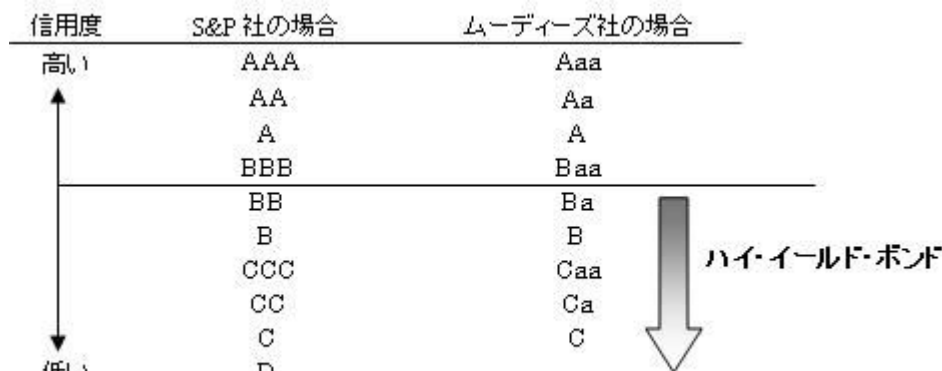 信用度 S&P 社の場合 ムーディーズ社の場合
高い AAA Aaa
AA Aa
A A
BBB Baa
BB Ba
B B
CCC Caa
ハイ・イールド・ボンド
CC Ca
C C